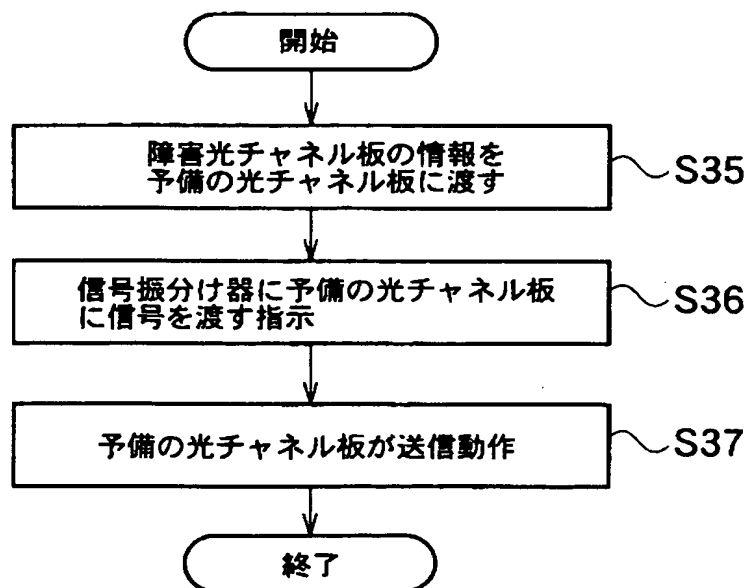 開始
障害光チャネル板の情報を
予備の光チャネル板に渡す
S35
信号振分け器に予備の光チャネル板
に信号を渡す指示
S36
予備の光チャネル板が送信動作
S37
終了